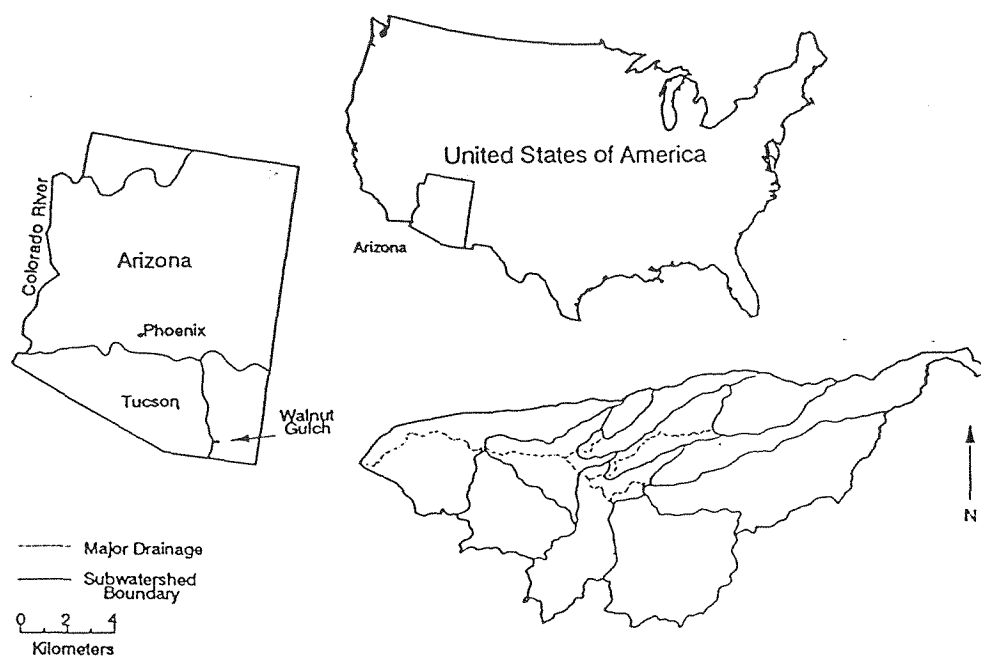 United States of America
Arizona
Colorado River
Arizona
Phoenix
Tucson
Walnut
Gulch
N
Major Drainage
Subwatershed
Boundary
0 2 4
Kilometers